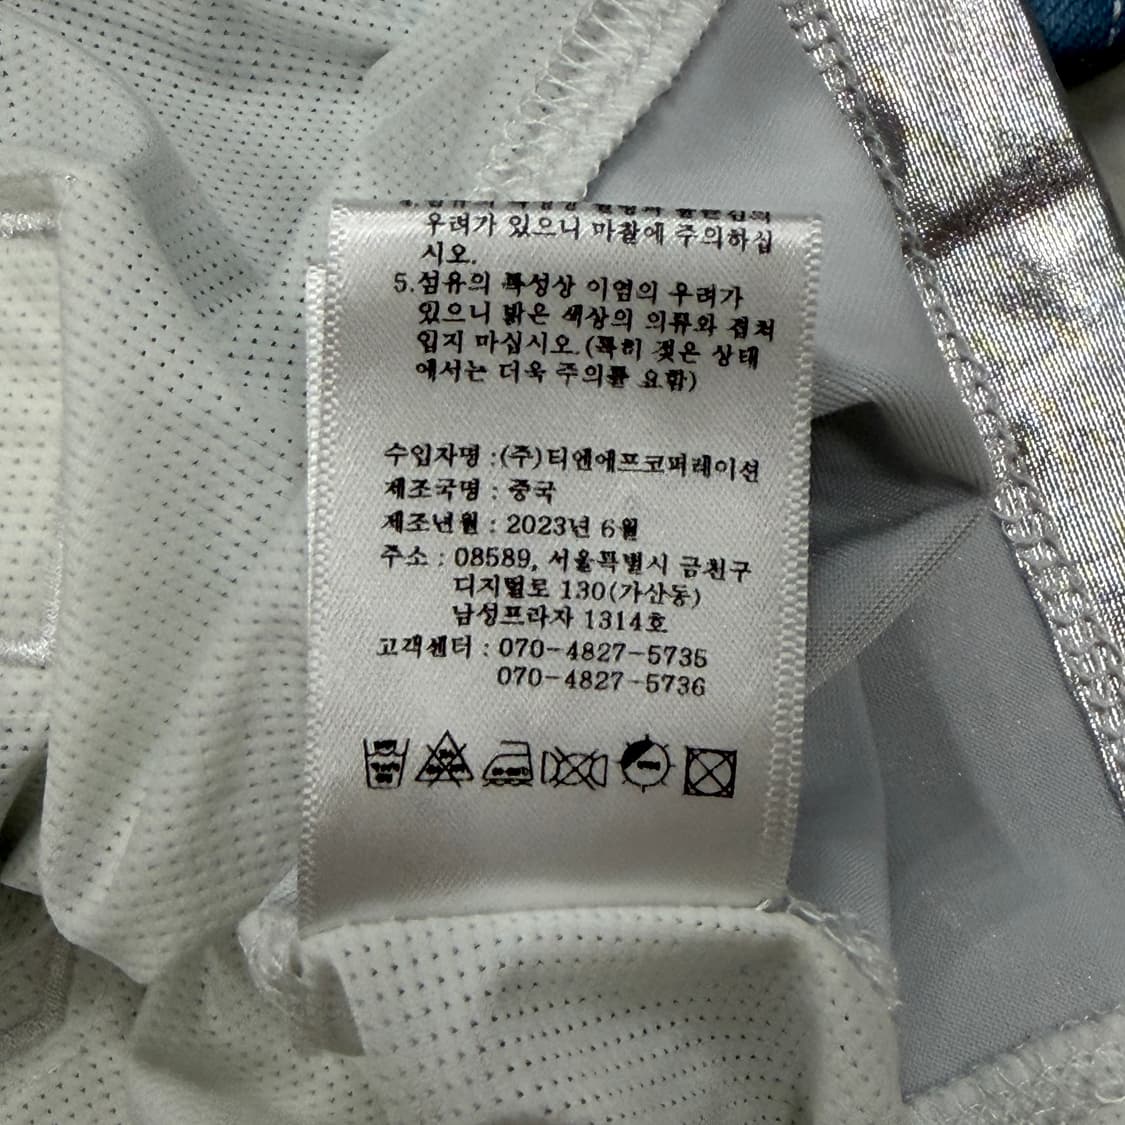 우려가 있으니 마찰에 주의하십
시오.
5.섬유의 특성상 이염의 우려가
있으니 밝은 색상의 의류와 겹쳐
입지 마십시오.(특히 젖은 상태
에서는 더욱 주의를 요함)
수입자명 :(주)티엔에프코퍼레이션
제조국명 : 중국
제조년월 : 2023년 6월
주소 : 08589, 서울특별시 금천구
디지털로 130(가산동)
남성프라자 1314호
고객센터 : 070-4827-5735
070-4827-5736